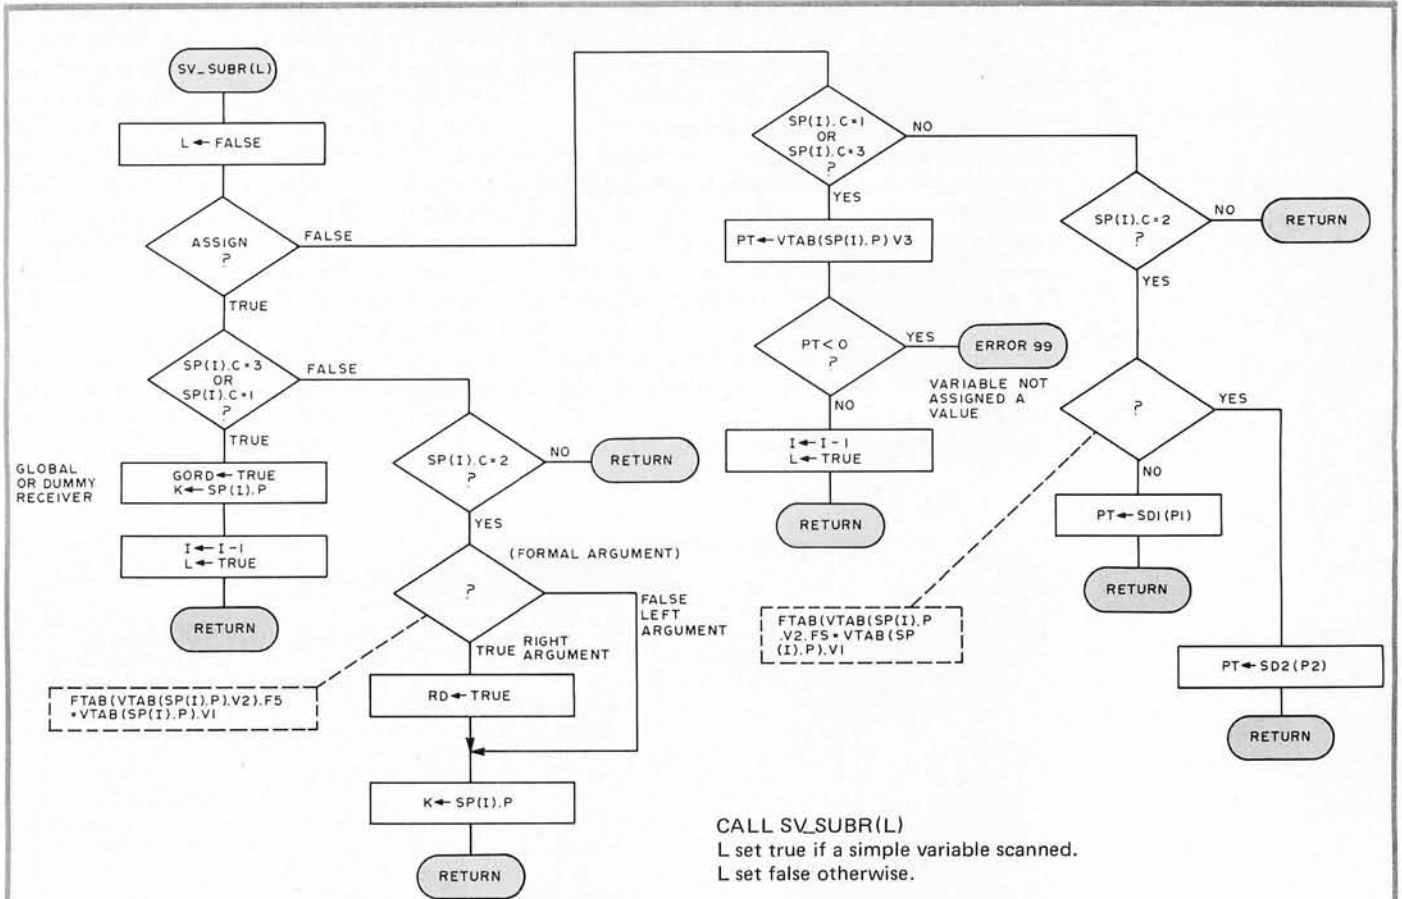 SV_SUBR(L)
L←FALSE
ASSIGN
?
FALSE
TRUE
SP(I).C=3
OR
SP(I).C=1
?
FALSE
TRUE
GLOBAL
OR DUMMY
RECEIVER
GORD←TRUE
K←SP(I).P
I←I-1
L←TRUE
RETURN
SP(I).C=2
?
NO
RETURN
YES
(FORMAL ARGUMENT)
?
FALSE
LEFT
ARGUMENT
TRUE
RIGHT
ARGUMENT
FTAB(VTAB(SP(I).P).V2).F5
=VTAB(SP(I).P).V1
RD←TRUE
K←SP(I).P
RETURN
SP(I).C=1
OR
SP(I).C=3
?
NO
YES
PT←VTAB(SP(I).P)V3
PT<0
?
YES
ERROR 99
VARIABLE NOT
ASSIGNED A
VALUE
NO
I←I-1
L←TRUE
RETURN
SP(I).C=2
?
NO
RETURN
YES
?
YES
NO
PT←SD1(P1)
RETURN
FTAB(VTAB(SP(I).P
.V2.F5=VTAB(SP
(I).P).V1
PT←SD2(P2)
RETURN
CALL SV_SUBR(L)
L set true if a simple variable scanned.
L set false otherwise.